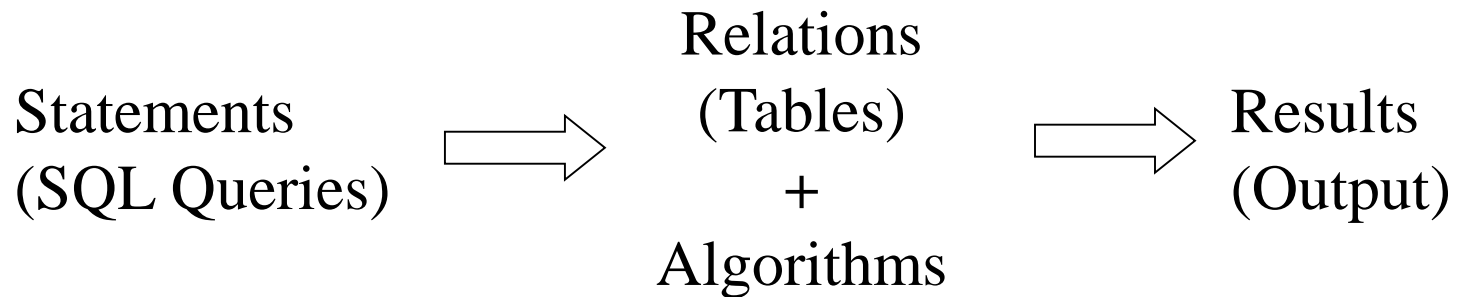 Statements
(SQL Queries)
Relations
(Tables)
+
Algorithms
Results
(Output)